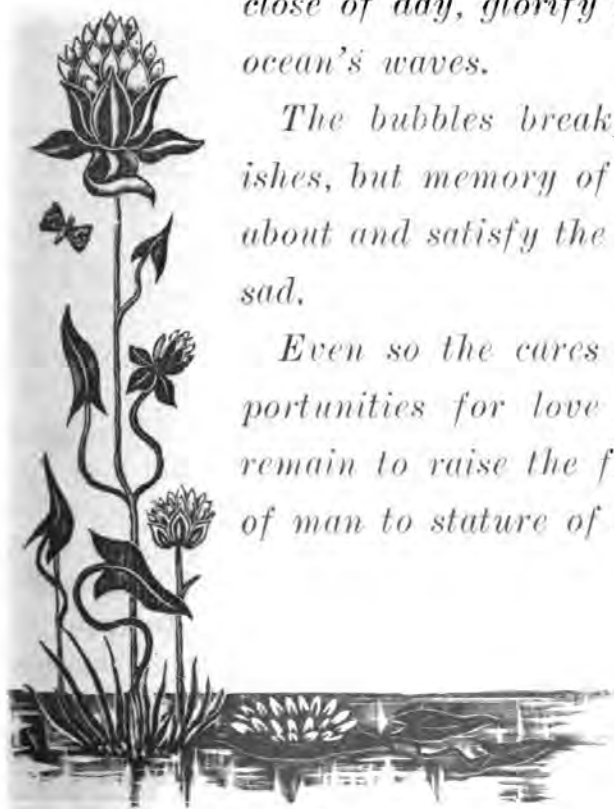 close of day, glorify
ocean's waves.
The bubbles break,
ishes, but memory of
about and satisfy the
sad.
Even so the cares
portunities for love
remain to raise the f
of man to stature of